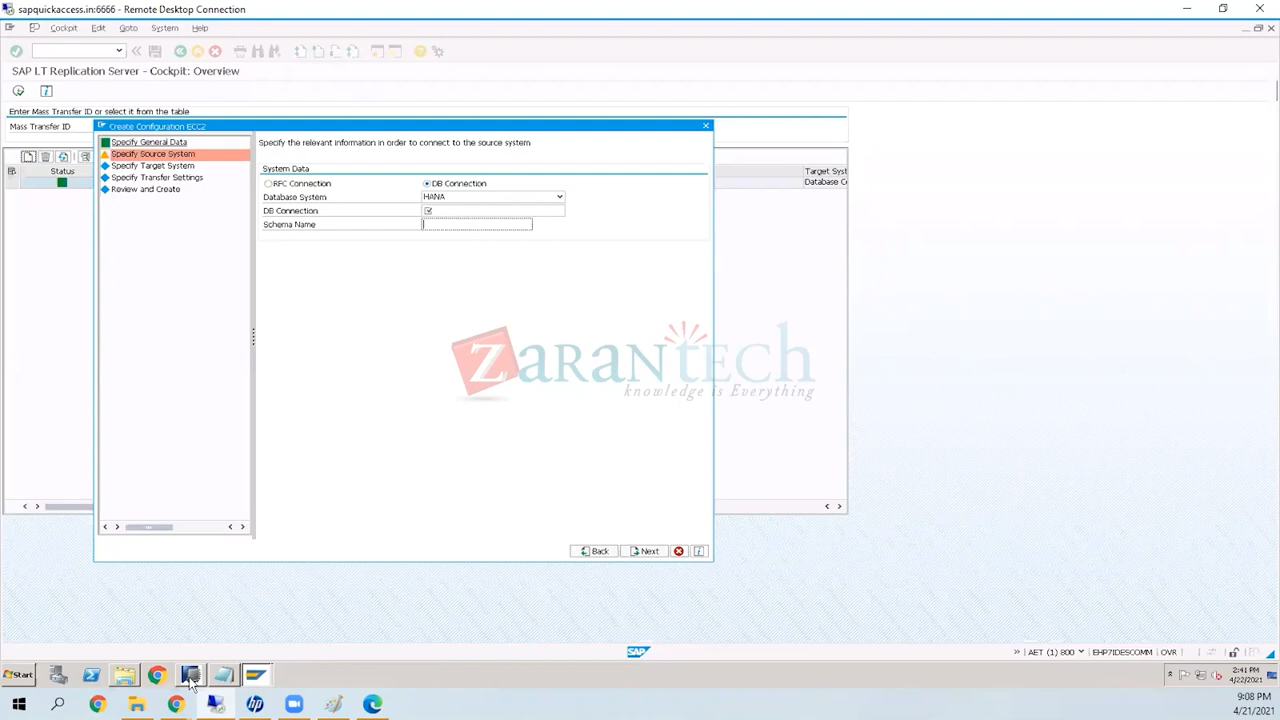 sapquickaccess.in:6666 - Remote Desktop Connection
Cockpit Edit Goto System Help
SAP LT Replication Server - Cockpit: Overview
Enter Mass Transfer ID or select it from the table
Mass Transfer ID
Create Configuration ECC2
Specify General Data
Specify Source System
Specify Target System
Specify Transfer Settings
Review and Create
Specify the relevant information in order to connect to the source system
System Data
RFC Connection DB Connection
Database System HANA
DB Connection
Schema Name
Status
Target Syst
Database C
ZARANtech
knowledge is Everything
Back Next
SAP
AET (1) 800 EHP7IDESCOMM OVR
Start
2:41 PM
4/22/2021
9:08 PM
4/21/2021